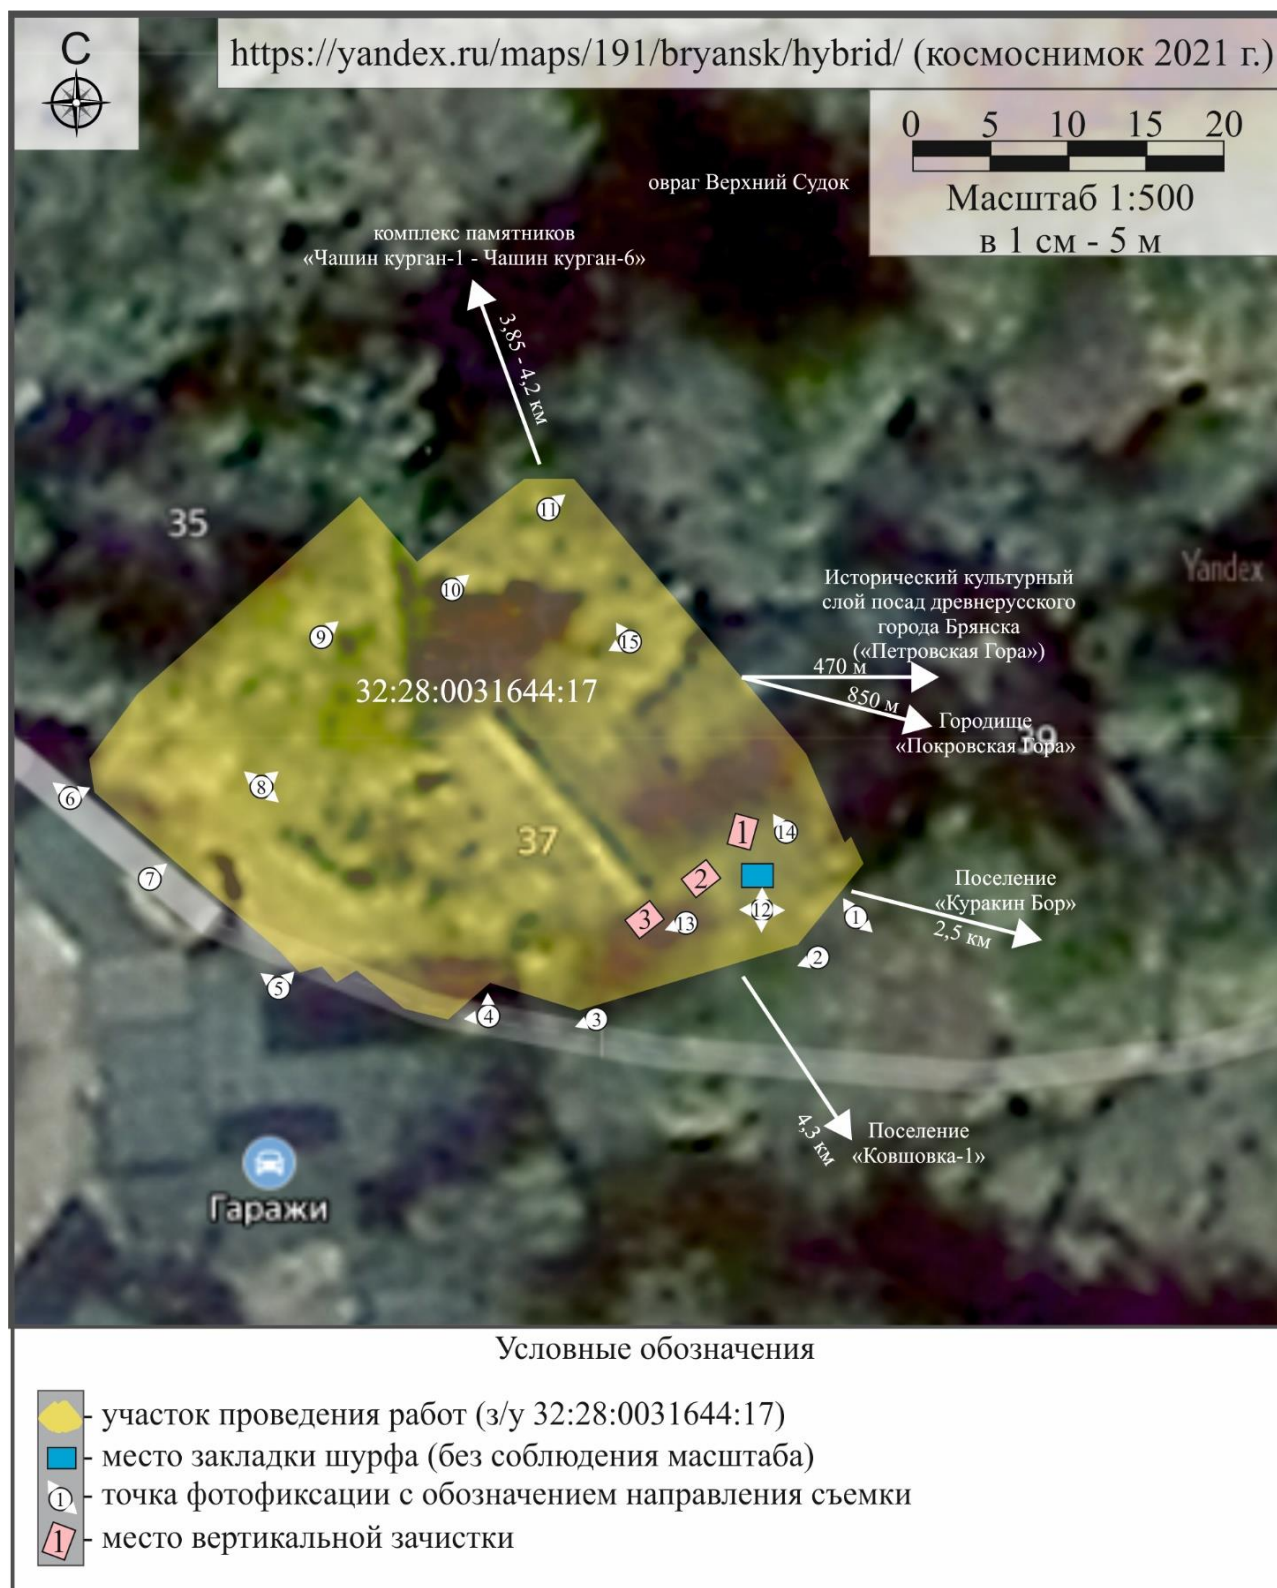 С
https://yandex.ru/maps/191/bryansk/hybrid/ (космоснимок 2021 г.)
0 5 10 15 20
Масштаб 1:500
в 1 см - 5 м
овраг Верхний Судок
комплекс памятников
«Чашин курган-1 - Чашин курган-6»
3,85 - 4,2 км
11
35
Yandex
Исторический культурный
слой посад древнерусского
города Брянска
(«Петровская Гора»)
10
9
15
470 м
32:28:0031644:17
850 м
Городище
«Покровская Гора»
39
8
6
1
14
37
7
2
Поселение
«Куракин Бор»
2,5 км
3
13
12
1
2
5
4
3
4,3 км
Поселение
«Ковшовка-1»
Гаражи
Условные обозначения
- участок проведения работ (з/у 32:28:0031644:17)
- место закладки шурфа (без соблюдения масштаба)
1 - точка фотофиксации с обозначением направления съемки
1 - место вертикальной зачистки